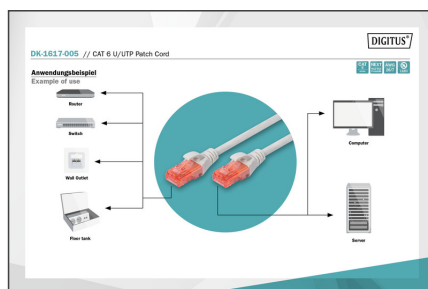 DIGITUS®
DK-1617-005 // CAT 6 U/UTP Patch Cord
Anwendungsbeispiel
Example of use
Router
Switch
Wall Outlet
Floor tank
Computer
Server